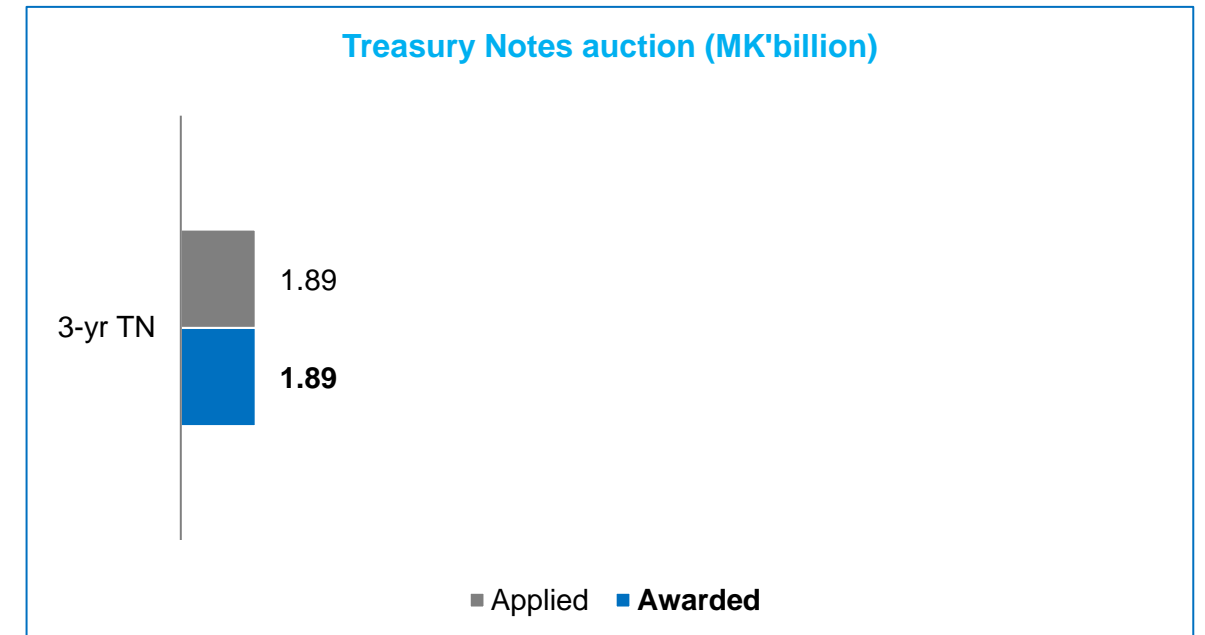 Treasury Notes auction (MK'billion)
1.89
3-yr TN
1.89
Applied Awarded